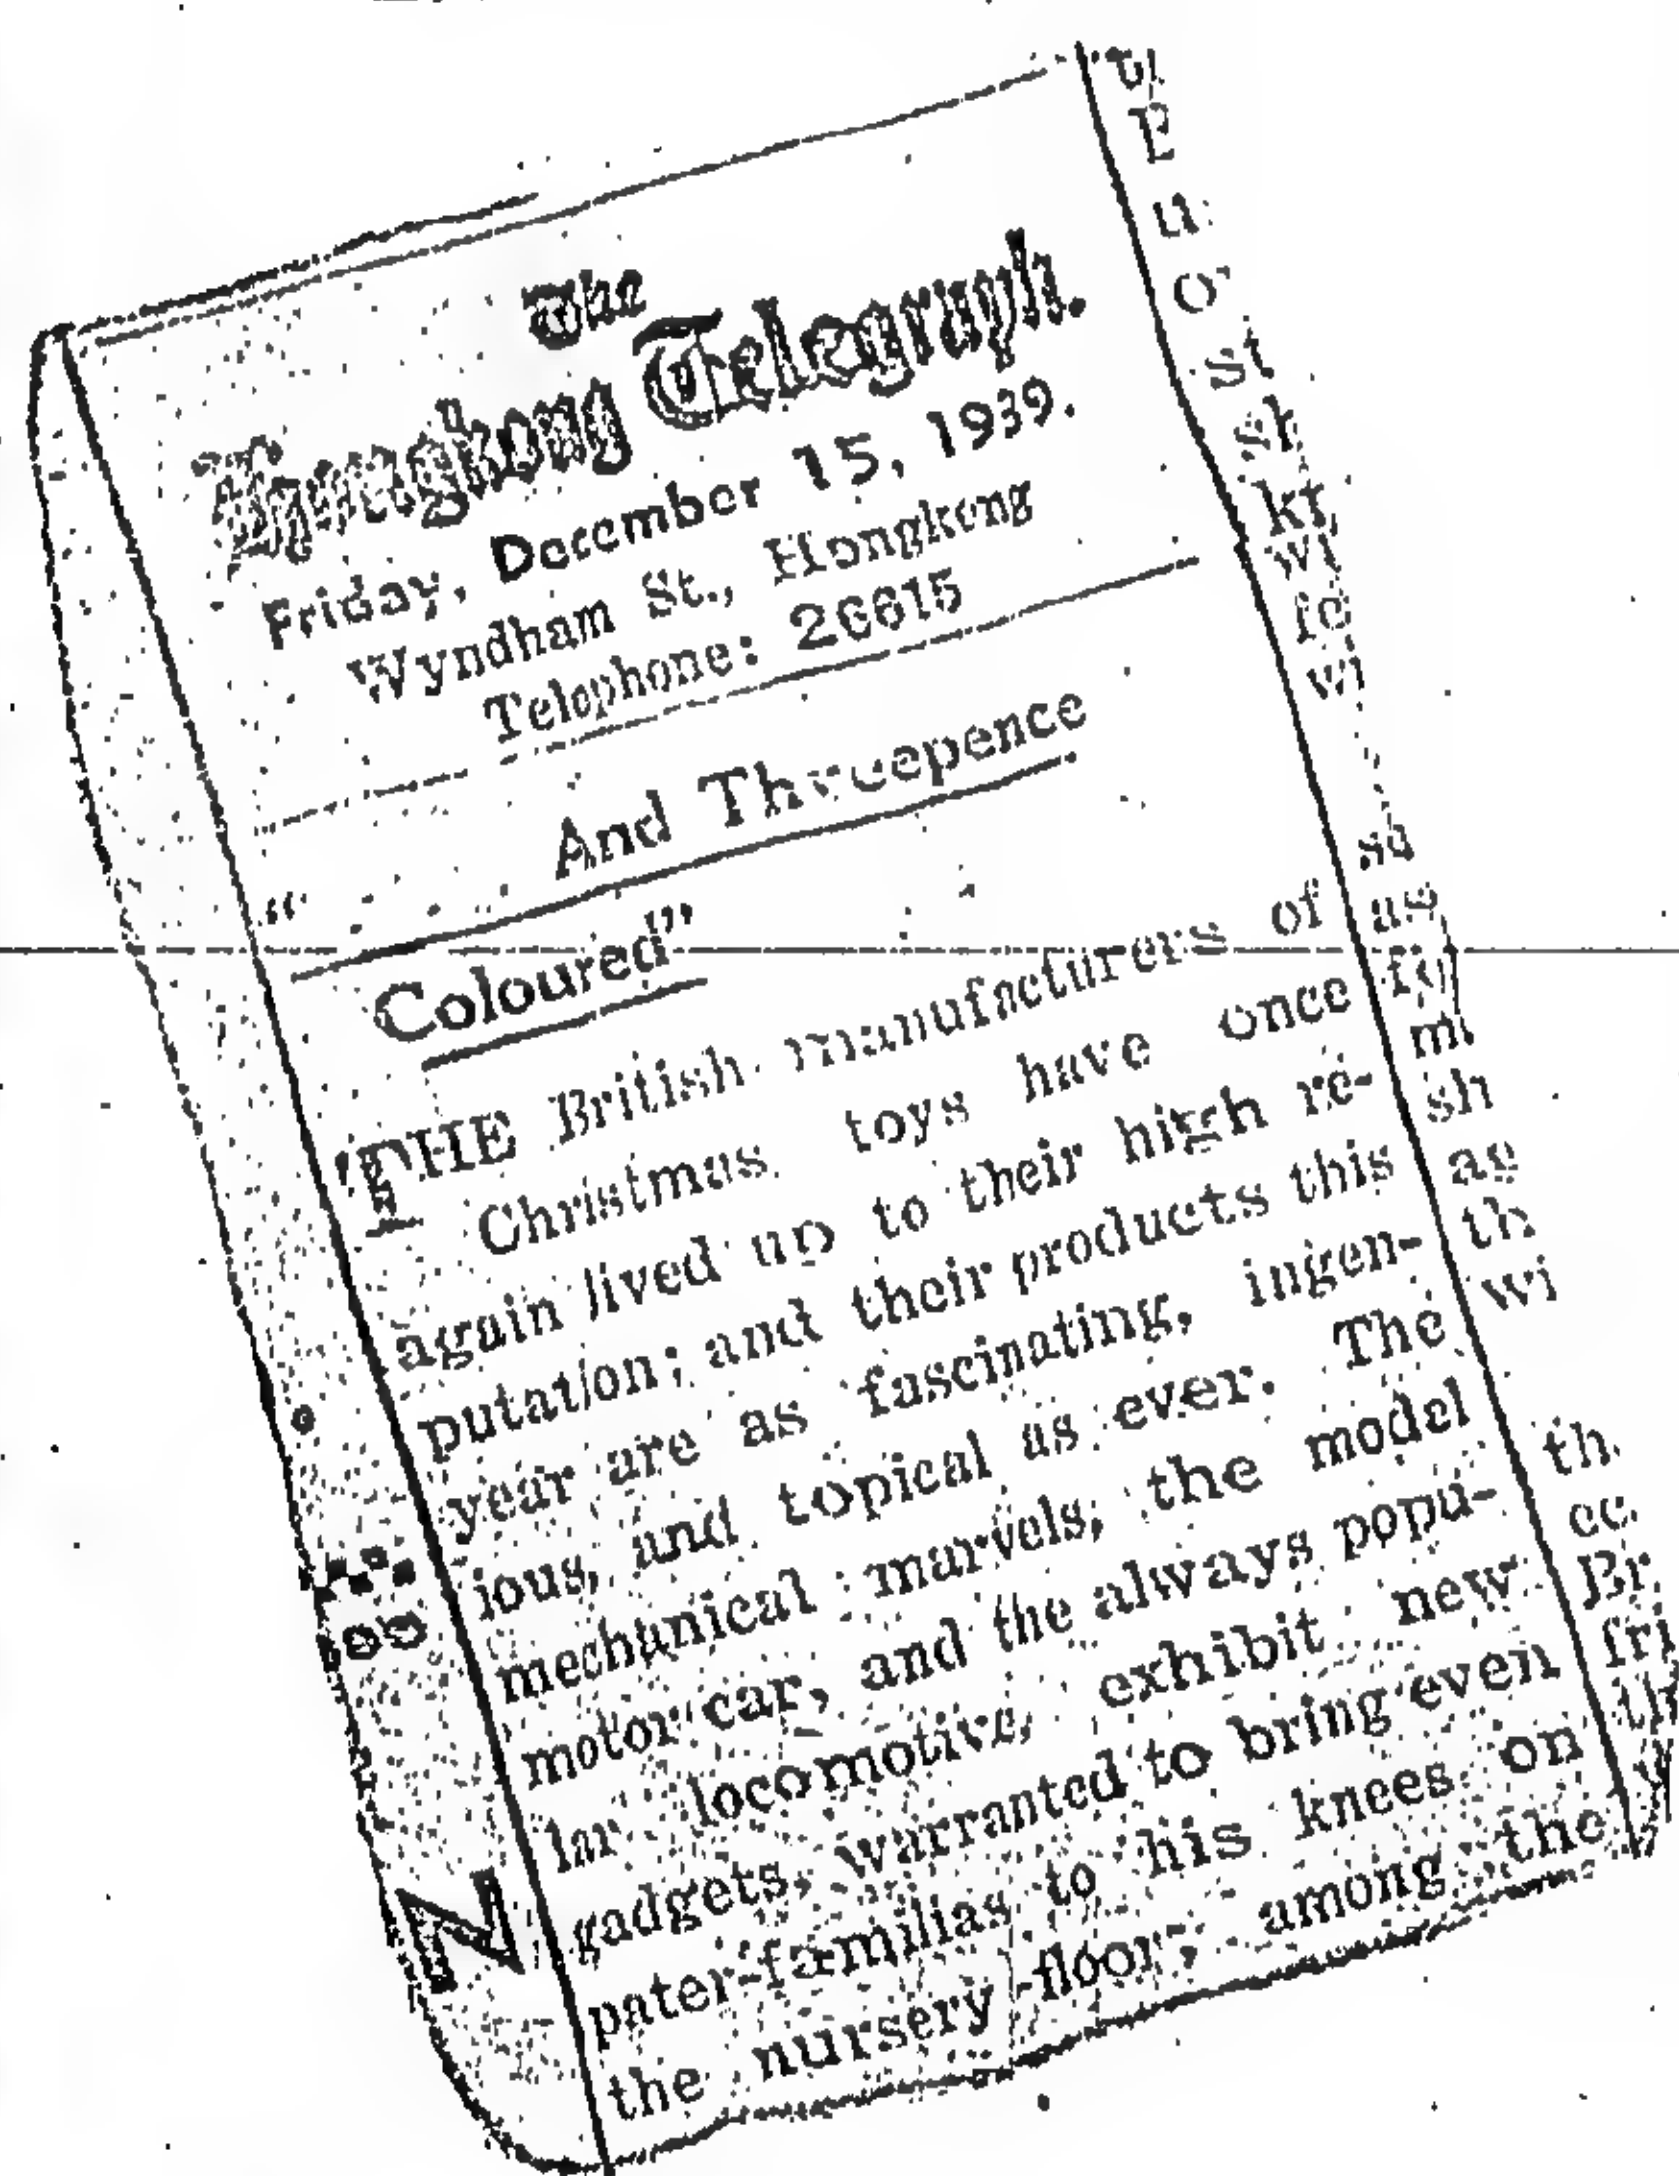 The
Hongkong Telegraph.
Friday, December 15, 1939.
Wyndham St., Hongkong
Telephone: 26615
“ . . . . And Threepence
Coloured”
THE British manufacturers of
Christmas toys have once
again lived up to their high re-
putation; and their products this
year are as fascinating, ingen-
ious, and topical as ever. The
mechanical marvels, the model
motor car, and the always popu-
lar locomotive, exhibit new
gadgets, warranted to bring even
pater-familias to his knees on
the nursery floor, among the
sh
ag
th
wi